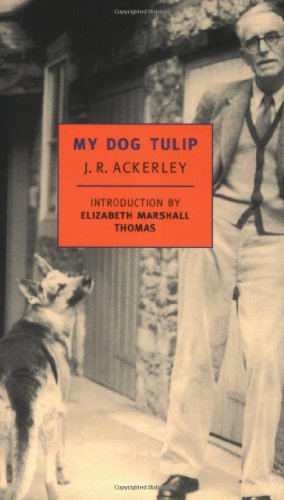 MY DOG TULIP
J. R. ACKERLEY
INTRODUCTION BY
ELIZABETH MARSHALL
THOMAS